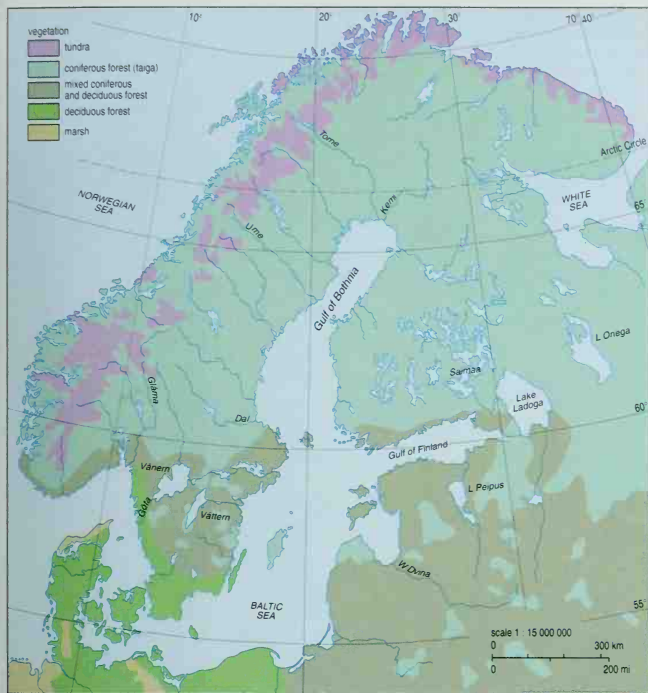 vegetation
tundra
coniferous forest (taiga)
mixed coniferous
and deciduous forest
deciduous forest
marsh
10°
20°
30°
70°
40°
Arctic Circle
NORWEGIAN
SEA
WHITE
SEA
65
Torne
Kemi
Ume
Gulf of Bothnia
L Onega
Saimaa
Lake
Ladoga
Glåma
Dal
60°
Gulf of Finland
Vänern
L Peipus
Göta
Vättern
W Dvina
BALTIC
SEA
55°
scale 1 : 15 000 000
0 300 km
0 200 mi